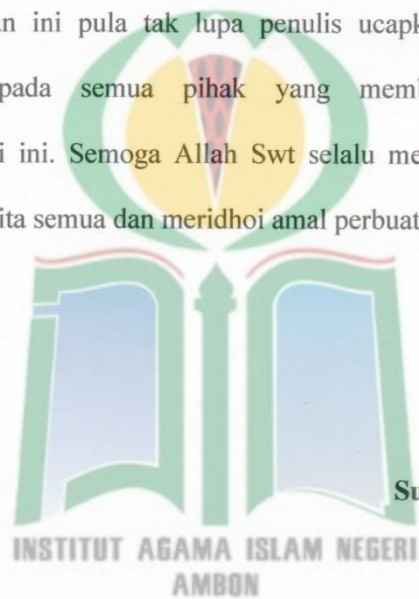 an ini pula tak lupa penulis ucapk
pada semua pihak yang memb
i ini. Semoga Allah Swt selalu me
ita semua dan meridhoi amal perbuat
Su
INSTITUT AGAMA ISLAM NEGERI
AMBON